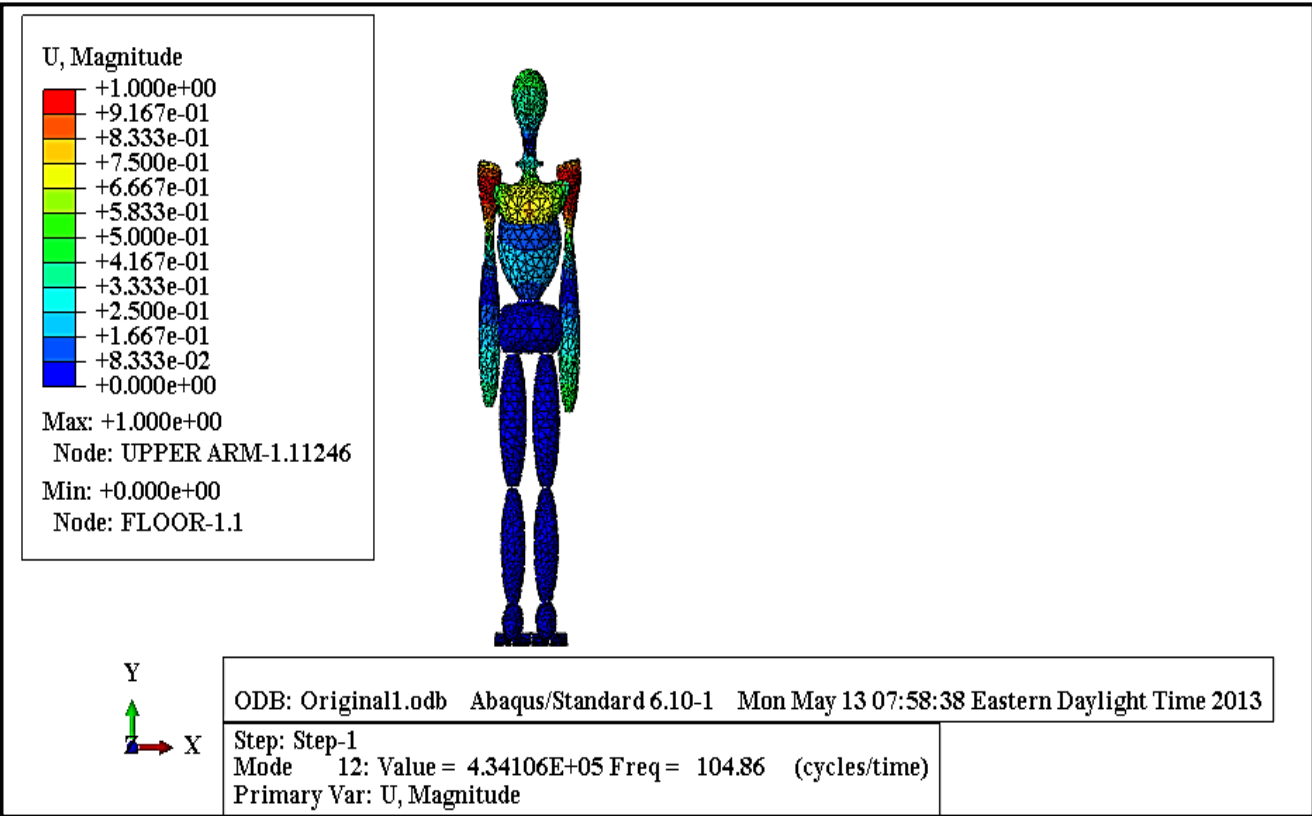 U, Magnitude
+1.000e+00
+9.167e-01
+8.333e-01
+7.500e-01
+6.667e-01
+5.833e-01
+5.000e-01
+4.167e-01
+3.333e-01
+2.500e-01
+1.667e-01
+8.333e-02
+0.000e+00
Max: +1.000e+00
Node: UPPER ARM-1.11246
Min: +0.000e+00
Node: FLOOR-1.1
Y
Z
X
ODB: Original1.odb Abaqus/Standard 6.10-1 Mon May 13 07:58:38 Eastern Daylight Time 2013
Step: Step-1
Mode 12: Value = 4.34106E+05 Freq = 104.86 (cycles/time)
Primary Var: U, Magnitude